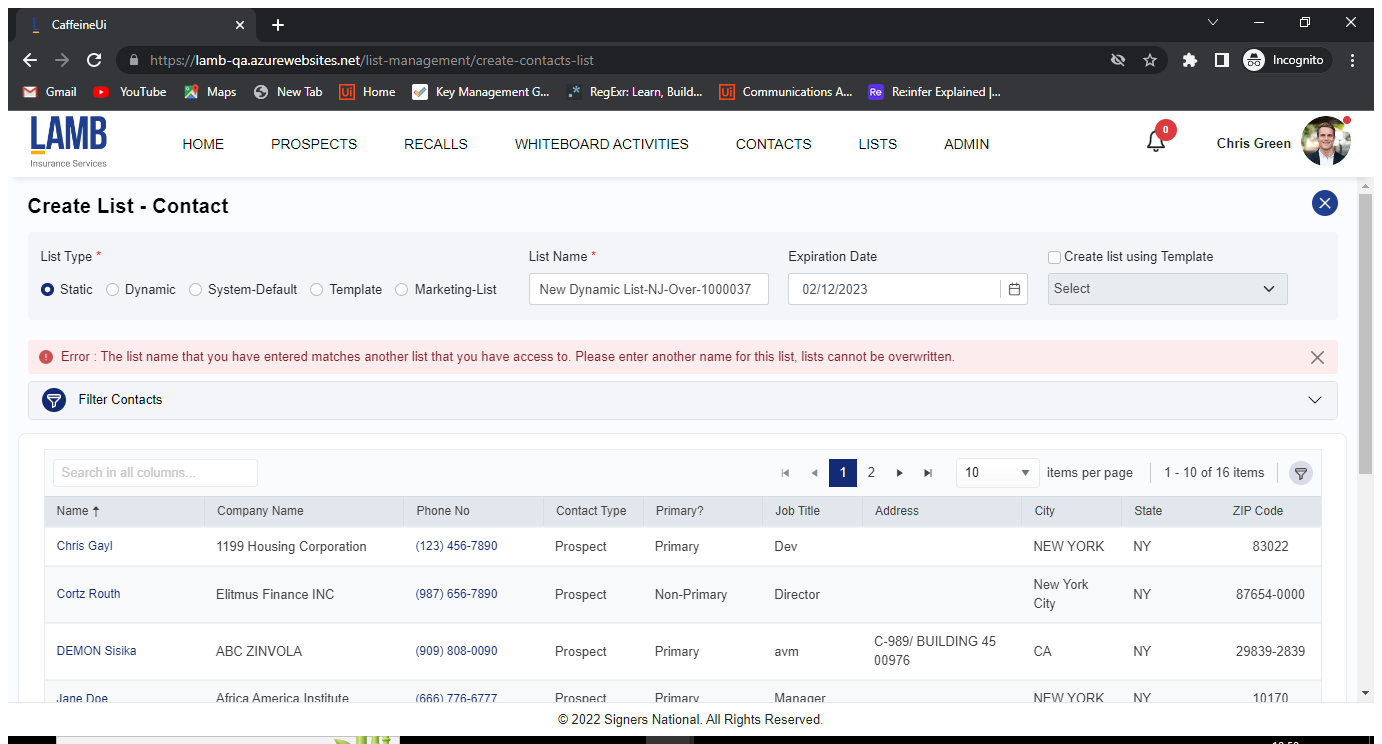 CaffeineUi
https://lamb-qa.azurewebsites.net/list-management/create-contacts-list
Incognito
Gmail YouTube Maps New Tab Ui Home Key Management G... RegExr: Learn, Build... Ui Communications A... Re Re:infer Explained |...
LAMB
Insurance Services
HOME PROSPECTS RECALLS WHITEBOARD ACTIVITIES CONTACTS LISTS ADMIN 0 Chris Green
Create List - Contact
List Type * List Name * Expiration Date Create list using Template
Static Dynamic System-Default Template Marketing-List New Dynamic List-NJ-Over-1000037 02/12/2023 Select
Error : The list name that you have entered matches another list that you have access to. Please enter another name for this list, lists cannot be overwritten.
Filter Contacts
Search in all columns... 1 2 10 items per page 1 - 10 of 16 items
Name Company Name Phone No Contact Type Primary? Job Title Address City State ZIP Code
Chris Gayl 1199 Housing Corporation (123) 456-7890 Prospect Primary Dev NEW YORK NY 83022
Cortz Routh Elitmus Finance INC (987) 656-7890 Prospect Non-Primary Director New York City NY 87654-0000
DEMON Sisika ABC ZINVOLA (909) 808-0090 Prospect Primary avm C-989/ BUILDING 45 00976 CA NY 29839-2839
Jane Doe Africa America Institute (666) 776-6777 Prospect Primary Manager NEW YORK NY 10170
© 2022 Signers National. All Rights Reserved.